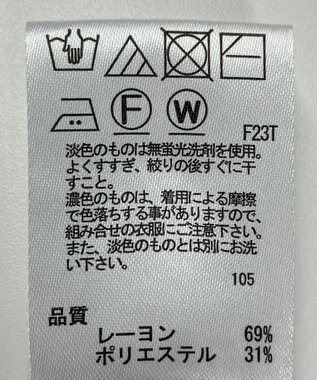 F W
F23T
淡色のものは無蛍光洗剤を使用。
よくすすぎ、絞りの後すぐに干
すこと。
濃色のものは、着用による摩擦
で色落ちする事がありますので、
組み合せの衣服にご注意下さい。
また、淡色のものとは別にお洗
い下さい。
105
品質
レーヨン 69%
ポリエステル 31%